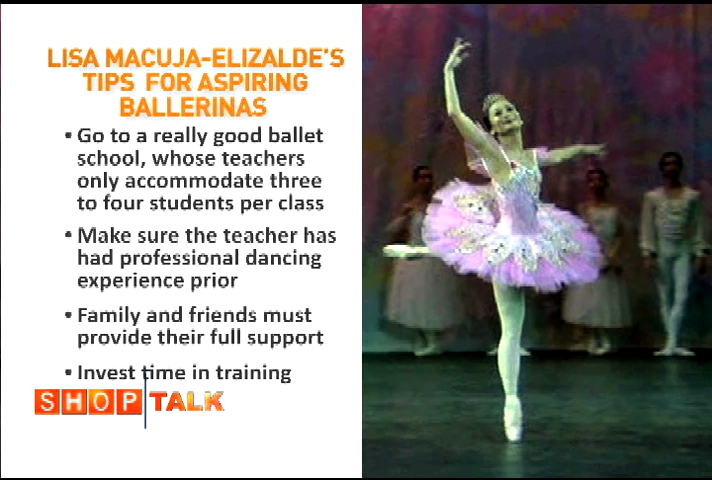 LISA MACUJA-ELIZALDE'S
TIPS FOR ASPIRING
BALLERINAS
• Go to a really good ballet
school, whose teachers
only accommodate three
to four students per class
• Make sure the teacher has
had professional dancing
experience prior
• Family and friends must
provide their full support
• Invest time in training
SHOP TALK